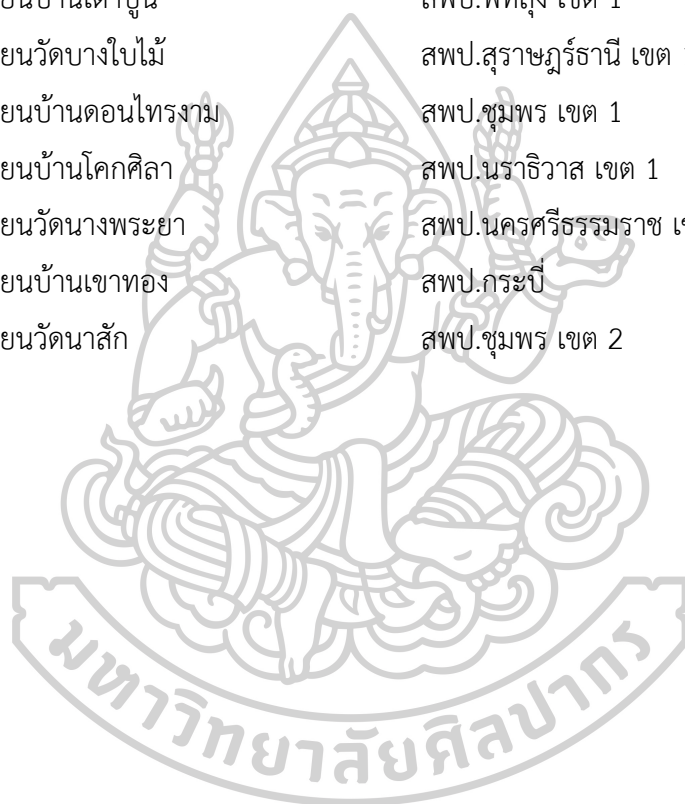 ยนวัดบางใบไม้ สพป.สุราษฎร์ธานี เขต
ยนบ้านดอนไทรงาม สพป.ชุมพร เขต 1
ยนบ้านโคกศิลา สพป.นราธิวาส เขต 1
ยนวัดนางพระยา สพป.นครศรีธรรมราช
ยนบ้านเขาทอง สพป.กระบี่
ยนวัดนาสัก สพป.ชุมพร เขต 2
มหาวิทยาลัยศิลปากร